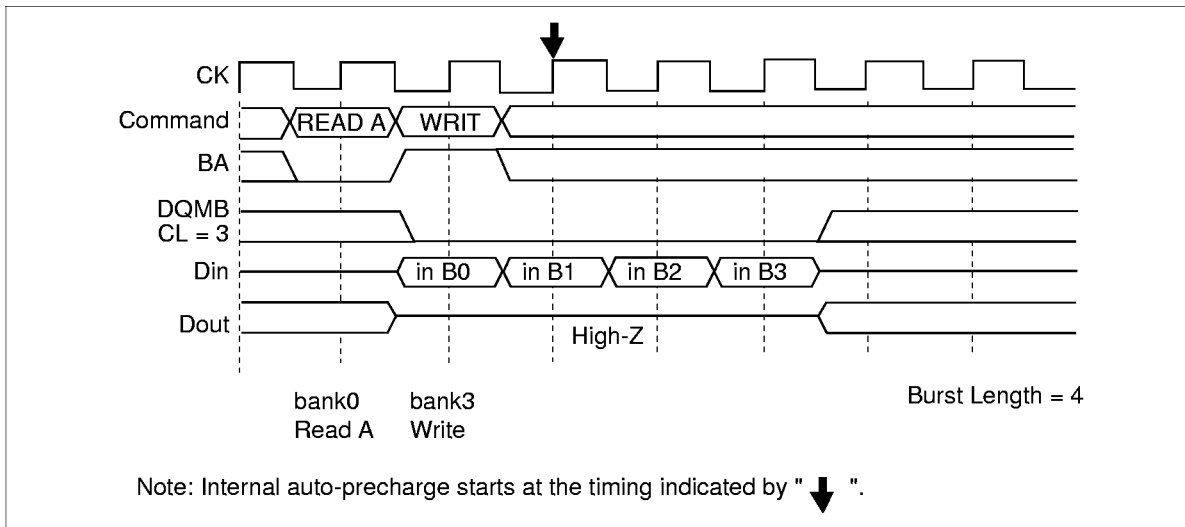 CK
Command READ A WRIT
BA
DQMB
CL = 3
Din in B0 in B1 in B2 in B3
Dout
High-Z
bank0 bank3 Burst Length = 4
Read A Write
Note: Internal auto-precharge starts at the timing indicated by " ".